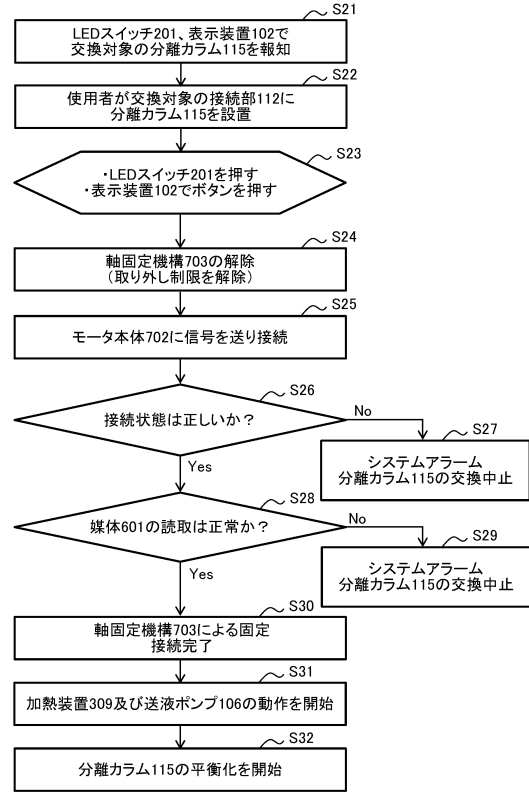 S21
LEDスイッチ201、表示装置102で
交換対象の分離カラム115を報知
S22
使用者が交換対象の接続部112に
分離カラム115を設置
S23
・LEDスイッチ201を押す
・表示装置102でボタンを押す
S24
軸固定機構703の解除
(取り外し制限を解除)
S25
モータ本体702に信号を送り接続
S26
接続状態は正しいか？
No
S27
システムアラーム
分離カラム115の交換中止
Yes
S28
媒体601の読取は正常か？
No
S29
システムアラーム
分離カラム115の交換中止
Yes
S30
軸固定機構703による固定
接続完了
S31
加熱装置309及び送液ポンプ106の動作を開始
S32
分離カラム115の平衡化を開始